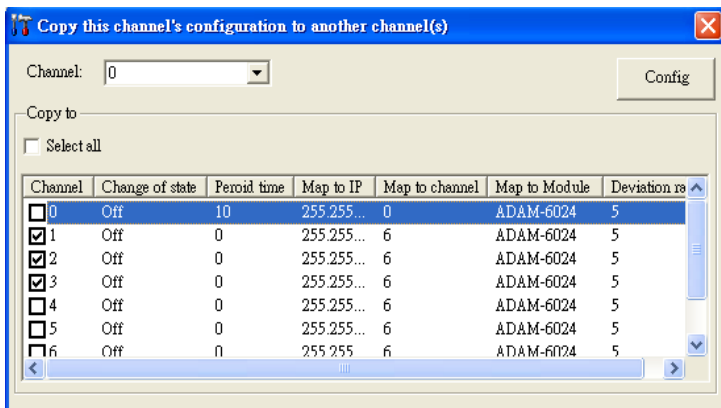 Copy this channel's configuration to another channel(s)
Channel: 0 Config
Copy to
Select all
Channel Change of state Peroid time Map to IP Map to channel Map to Module Deviation ra
0 Off 10 255.255... 0 ADAM-6024 5
1 Off 0 255.255... 6 ADAM-6024 5
2 Off 0 255.255... 6 ADAM-6024 5
3 Off 0 255.255... 6 ADAM-6024 5
4 Off 0 255.255... 6 ADAM-6024 5
5 Off 0 255.255... 6 ADAM-6024 5
6 Off 0 255.255 6 ADAM-6024 5